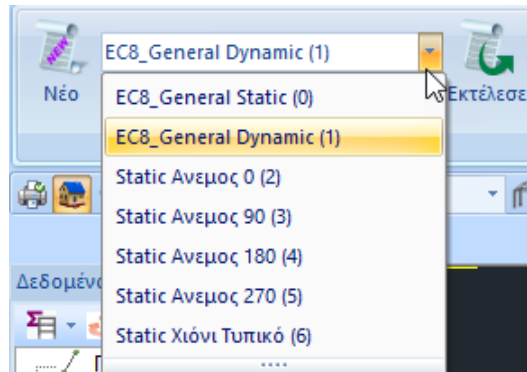 NEW
EC8_General Dynamic (1)
Νέο
Εκτέλεσε
EC8_General Static (0)
EC8_General Dynamic (1)
Static Ανεμος 0 (2)
Static Ανεμος 90 (3)
Static Ανεμος 180 (4)
Static Ανεμος 270 (5)
Static Χιόνι Τυπικό (6)